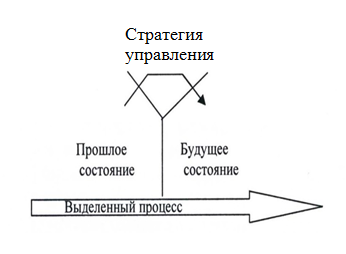 Стратегия
управления
Прошлое
состояние
Будущее
состояние
Выделенный процесс